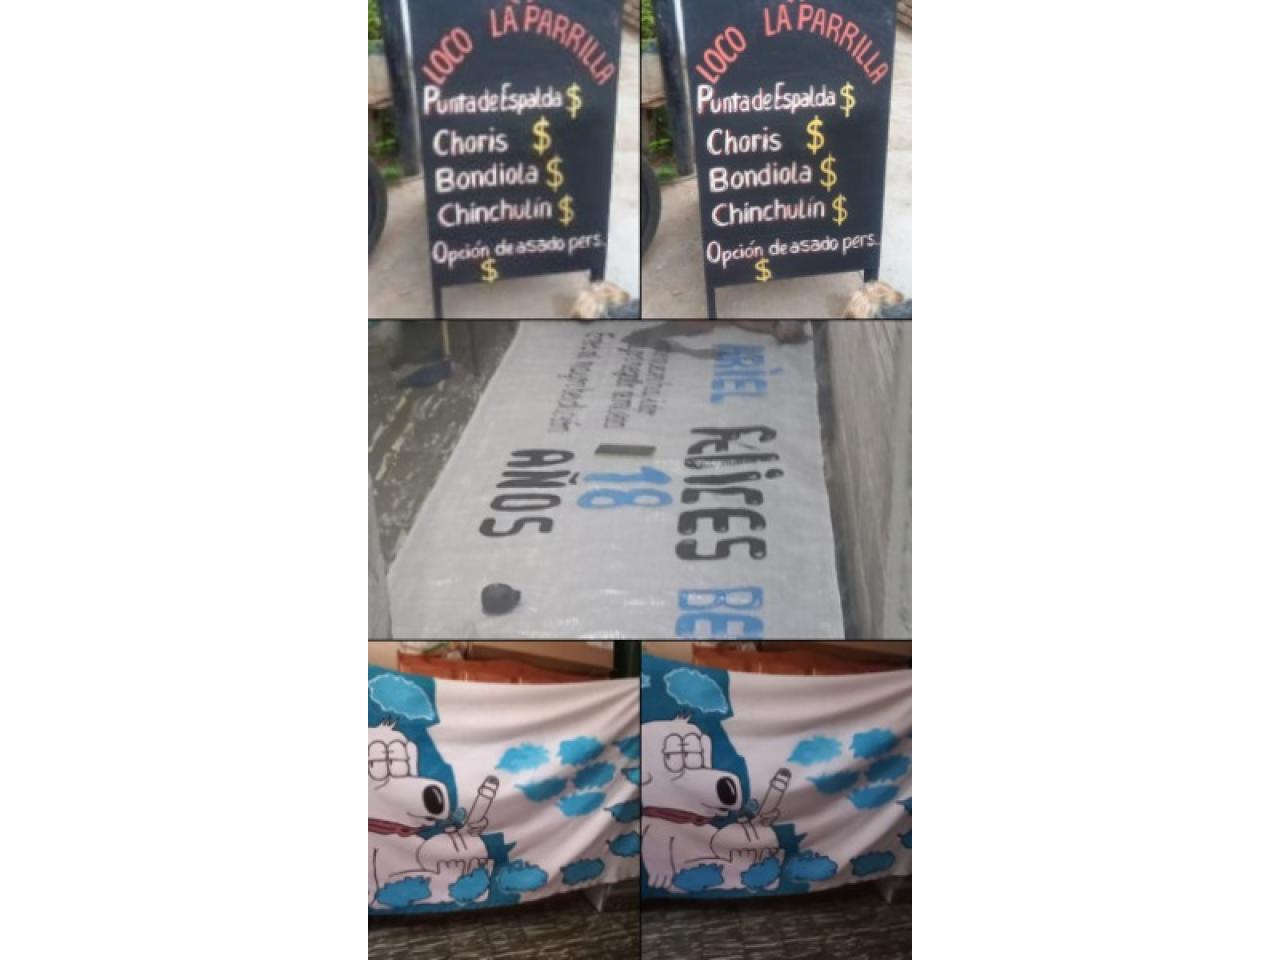 LOCO LA PARRILLA
Punta de Espalda $
Choris $
Bondiola $
Chinchulín $
Opción de asado pers.
$
LOCO LA PARRILLA
Punta de Espalda $
Choris $
Bondiola $
Chinchulín $
Opción de asado pers.
$
ARIEL FELICES BE
18
AÑOS